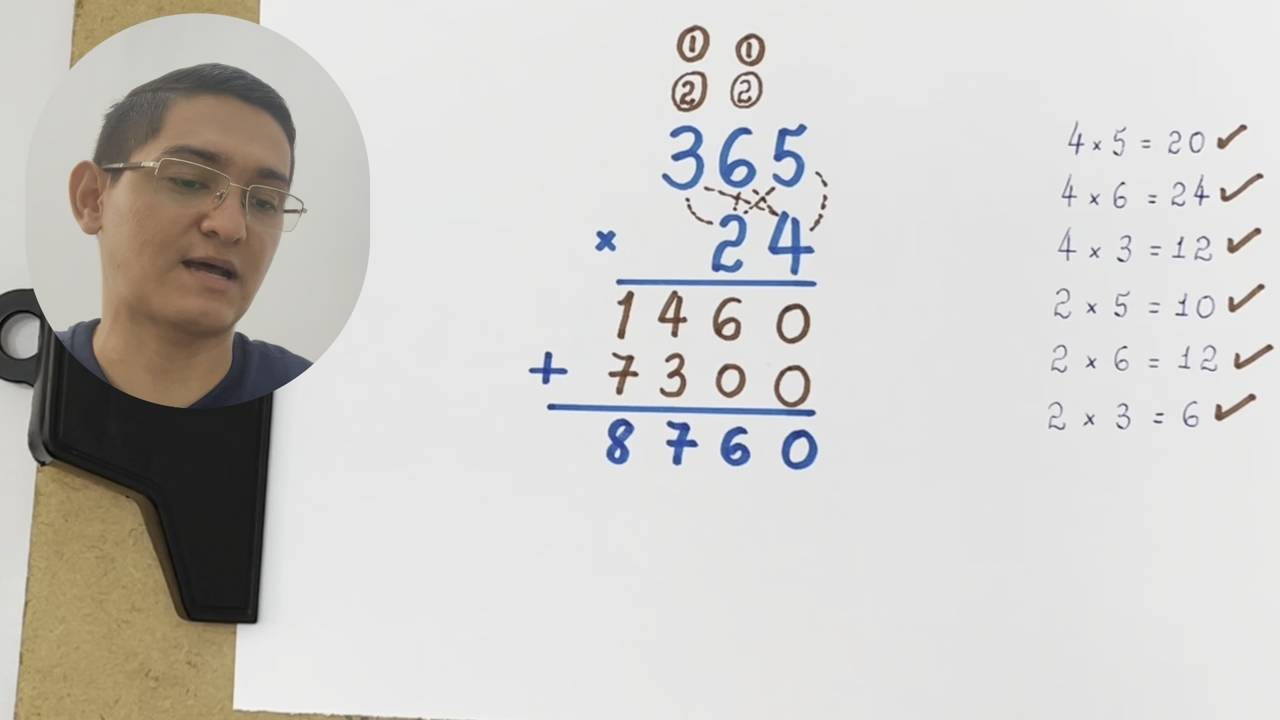 1 1
2 2
365
× 24
1460
+ 7300
8760
4 × 5 = 20 ✓
4 × 6 = 24 ✓
4 × 3 = 12 ✓
2 × 5 = 10 ✓
2 × 6 = 12 ✓
2 × 3 = 6 ✓